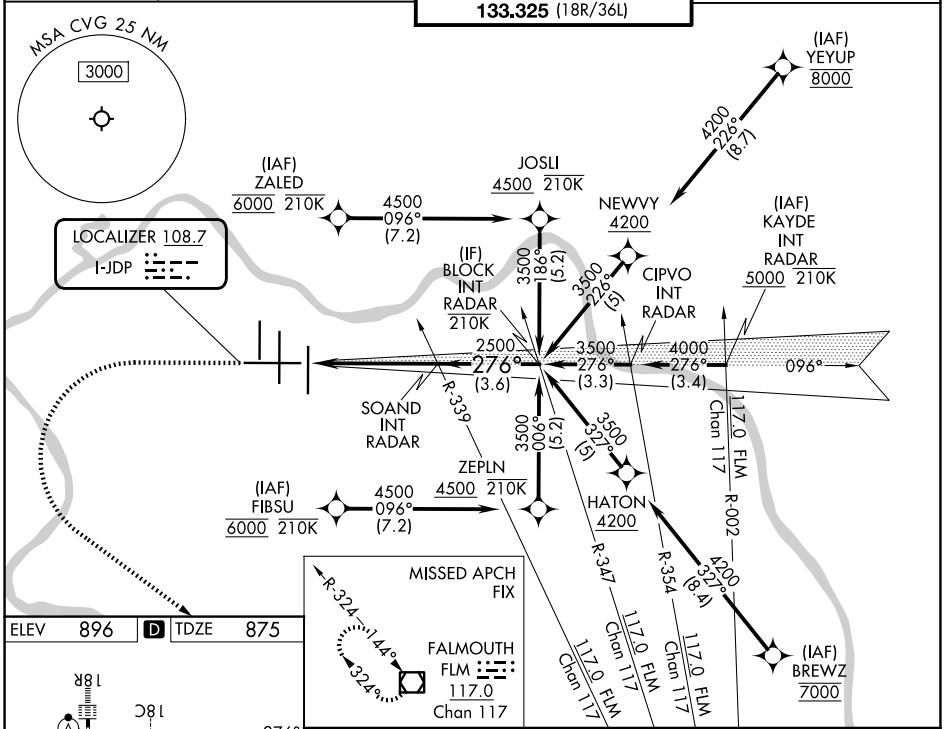 133.325 (18R/36L)
MSA CVG 25 NM
3000
(IAF)
YEYUP
8000
4200
226°
(8.7)
(IAF)
ZALED
6000 210K
4500
096°
(7.2)
JOSLI
4500 210K
NEWVY
4200
(IAF)
KAYDE
INT
RADAR
5000 210K
LOCALIZER 108.7
I-JDP
(IF)
BLOCK
INT
RADAR
210K
3500
186°
(5.2)
3500
226°
(5)
CIPVO
INT
RADAR
2500
276°
(3.6)
3500
276°
(3.3)
4000
276°
(3.4)
096°
SOAND
INT
RADAR
R-339
3500
006°
(5.2)
3500
327°
(5)
117.0 FLM
Chan 117
R-002
ZEPLN
4500 210K
(IAF)
FIBSU
6000 210K
4500
096°
(7.2)
HATON
4200
R-347
R-354
4200
327°
(8.4)
(IAF)
BREWZ
7000
117.0 FLM
Chan 117
117.0 FLM
Chan 117
117.0 FLM
Chan 117
MISSED APCH
FIX
R-324
144°
324°
FALMOUTH
FLM
117.0
Chan 117
ELEV 896 D TDZE 875
18R
18C
A